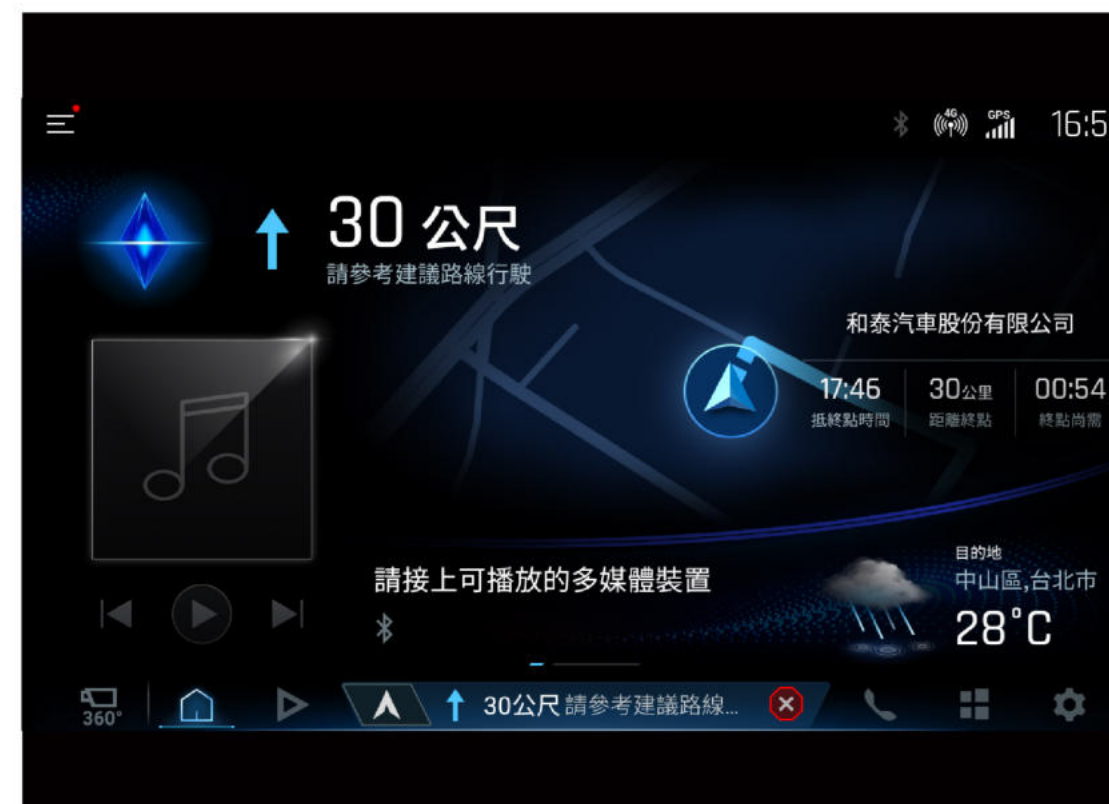 4G
GPS
16:5
30 公尺
請參考建議路線行駛
和泰汽車股份有限公司
17:46 30公里 00:54
抵終點時間 距離終點 終點尚需
請接上可播放的多媒體裝置
目的地
中山區,台北市
28°C
360°
30公尺 請參考建議路線...